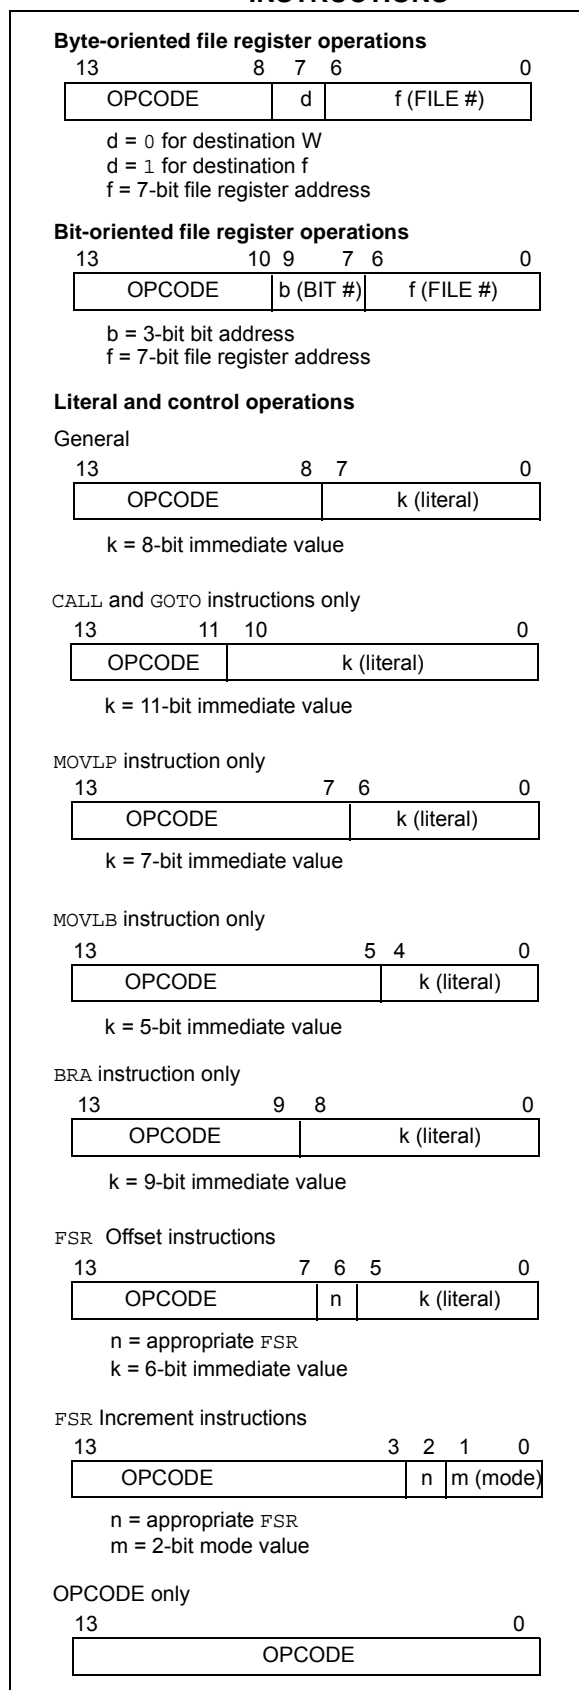 Byte-oriented file register operations
13 8 7 6 0
OPCODE d f (FILE #)
d = 0 for destination W
d = 1 for destination f
f = 7-bit file register address
Bit-oriented file register operations
13 10 9 7 6 0
OPCODE b (BIT #) f (FILE #)
b = 3-bit bit address
f = 7-bit file register address
Literal and control operations
General
13 8 7 0
OPCODE k (literal)
k = 8-bit immediate value
CALL and GOTO instructions only
13 11 10 0
OPCODE k (literal)
k = 11-bit immediate value
MOVLP instruction only
13 7 6 0
OPCODE k (literal)
k = 7-bit immediate value
MOVLB instruction only
13 5 4 0
OPCODE k (literal)
k = 5-bit immediate value
BRA instruction only
13 9 8 0
OPCODE k (literal)
k = 9-bit immediate value
FSR Offset instructions
13 7 6 5 0
OPCODE n k (literal)
n = appropriate FSR
k = 6-bit immediate value
FSR Increment instructions
13 3 2 1 0
OPCODE n m (mode)
n = appropriate FSR
m = 2-bit mode value
OPCODE only
13 0
OPCODE